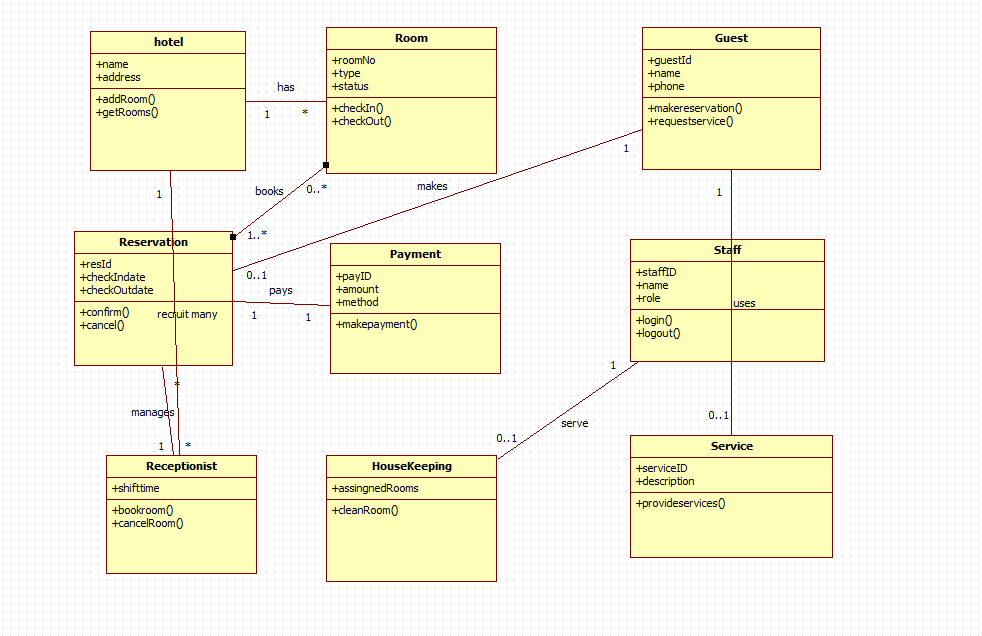 hotel
+name
+address
+addRoom()
+getRooms()
Room
+roomNo
+type
+status
+checkIn()
+checkOut()
Guest
+guestId
+name
+phone
+makereservation()
+requestservice()
has
1
*
1
books
0..*
makes
1
1
Reservation
+resId
+checkIndate
+checkOutdate
+confirm()
+cancel()
1..*
0..1
pays
1
1
recruit many
Payment
+payID
+amount
+method
+makepayment()
Staff
+staffID
+name
+role
+login()
+logout()
uses
*
manages
1
*
1
serve
0..1
0..1
Receptionist
+shifttime
+bookroom()
+cancelRoom()
HouseKeeping
+assingnedRooms
+cleanRoom()
Service
+serviceID
+description
+provideservices()